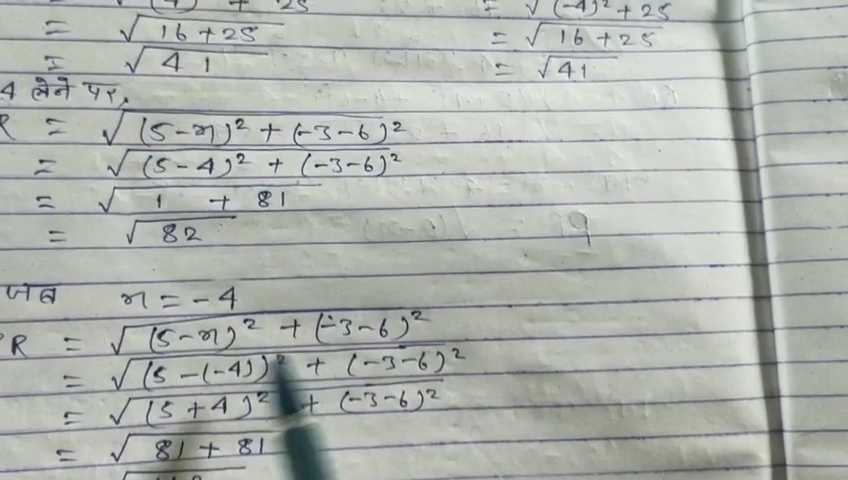 = √(-4)² + 25
= √16 + 25 = √16 + 25
= √41 = √41
4 लेने पर,
R = √(5-x)² + (-3-6)²
= √(5-4)² + (-3-6)²
= √1 + 81
= √82
जब x = -4
PR = √(5-x)² + (-3-6)²
= √(5-(-4))² + (-3-6)²
= √(5+4)² + (-3-6)²
= √81 + 81